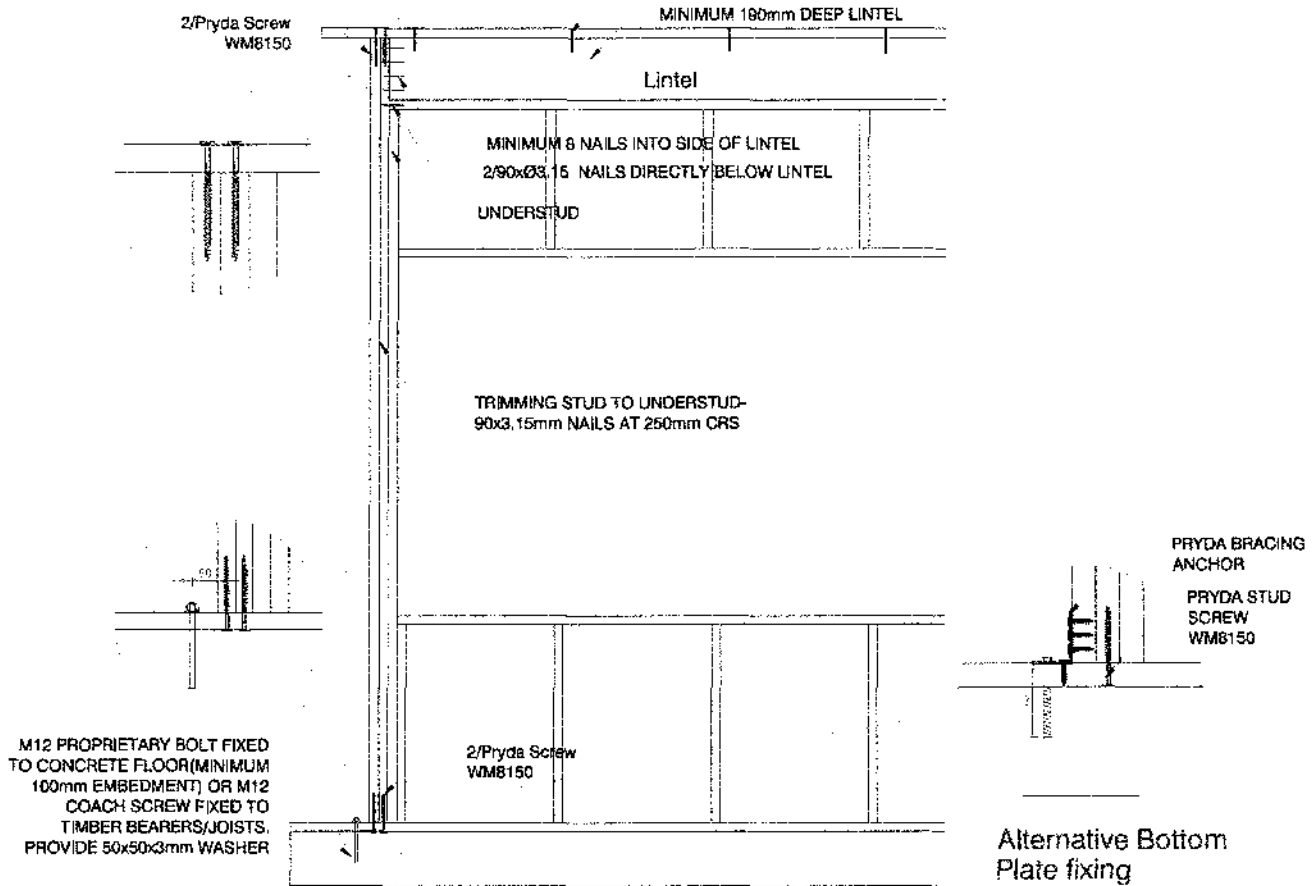 2/Pryda Screw
WM8150
MINIMUM 190mm DEEP LINTEL
Lintel
MINIMUM 8 NAILS INTO SIDE OF LINTEL
2/90xØ3.15 NAILS DIRECTLY BELOW LINTEL
UNDERSTUD
TRIMMING STUD TO UNDERSTUD-
90x3.15mm NAILS AT 250mm CRS
PRYDA BRACING
ANCHOR
PRYDA STUD
SCREW
WM8150
M12 PROPRIETARY BOLT FIXED
TO CONCRETE FLOOR(MINIMUM
100mm EMBEDMENT) OR M12
COACH SCREW FIXED TO
TIMBER BEARERS/JOISTS.
PROVIDE 50x50x3mm WASHER
2/Pryda Screw
WM8150
Alternative Bottom
Plate fixing